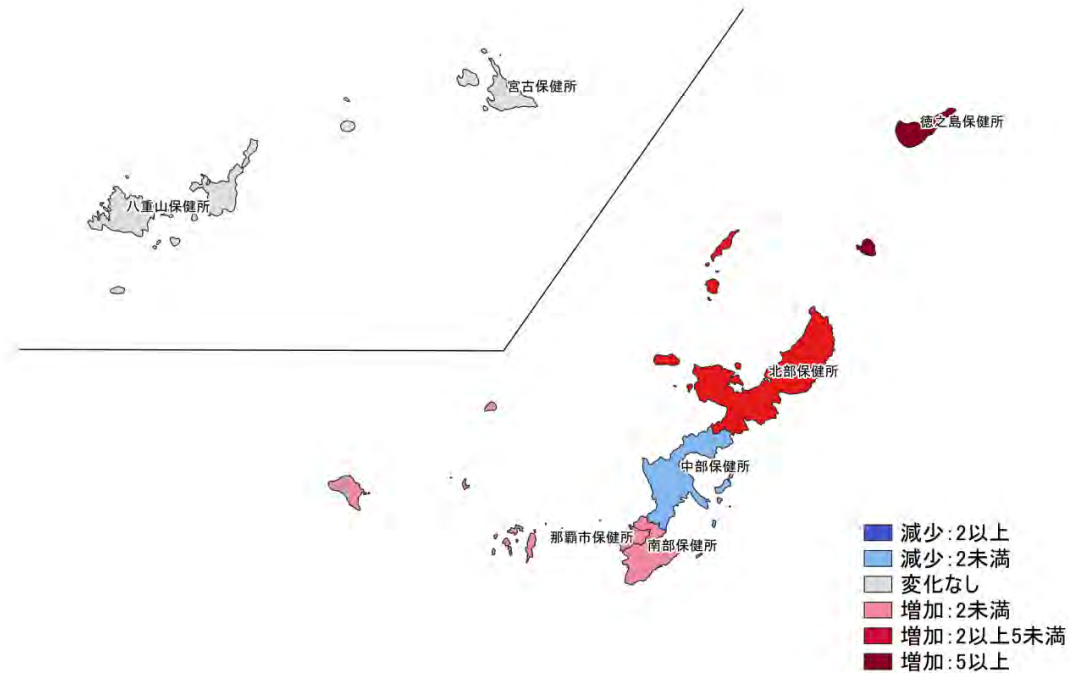 宮古保健所
徳之島保健所
八重山保健所
北部保健所
中部保健所
那覇市保健所
南部保健所
減少:2以上
減少:2未満
変化なし
増加:2未満
増加:2以上5未満
増加:5以上